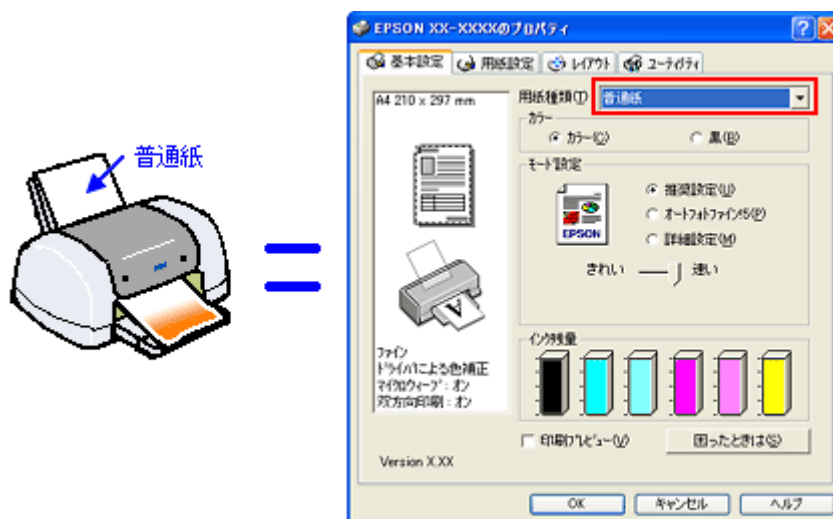 普通紙
EPSON XX-XXXXのプロパティ
基本設定
用紙設定
レイアウト
ユーティリティ
A4 210 x 297 mm
用紙種類(T)
普通紙
カラー
カラー(C)
黒(B)
モード設定
推奨設定(U)
オートフォトファイン!5(P)
詳細設定(M)
EPSON
きれい
速い
A
ファイン
ドライバによる色補正
マイクロウィーブ：オン
双方向印刷：オン
インク残量
印刷プレビュー(V)
困ったときは(S)
Version X.XX
OK
キャンセル
ヘルプ